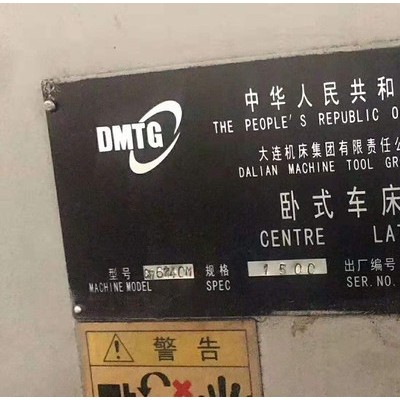 DMTG
中华人民共和
THE PEOPLE'S REPUBLIC O
大连机床集团有限责任公
DALIAN MACHINE TOOL GR
卧式车床
CENTRE LAT
型号 规格 1500 出厂编号
MACHINE MODEL SPEC SER.NO.
警告